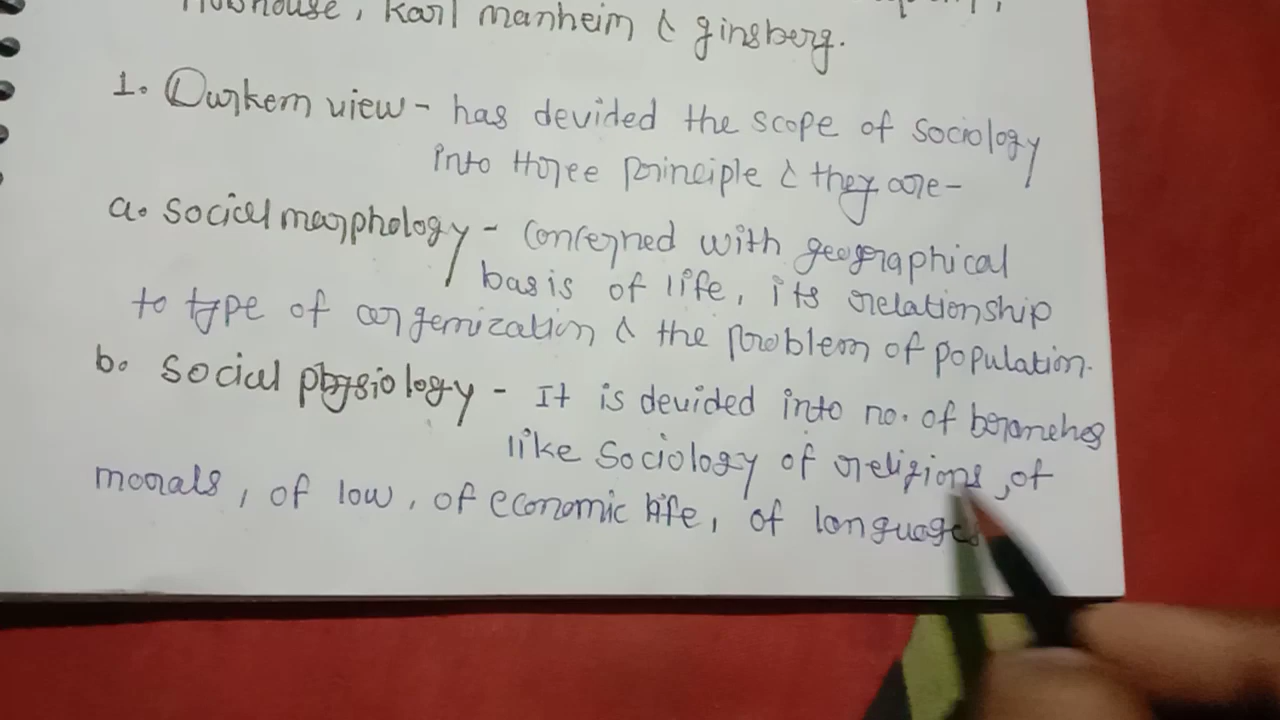 Hobhouse, Karl manheim & ginsberg.
1. Durkem view - has devided the scope of sociology
into three principle & they are -
a. social morphology - concerned with geographical
basis of life, its relationship
to type of organization & the problem of population.
b. social physiology - It is devided into no. of branches
like Sociology of religions, of
morals, of low, of economic life, of languages